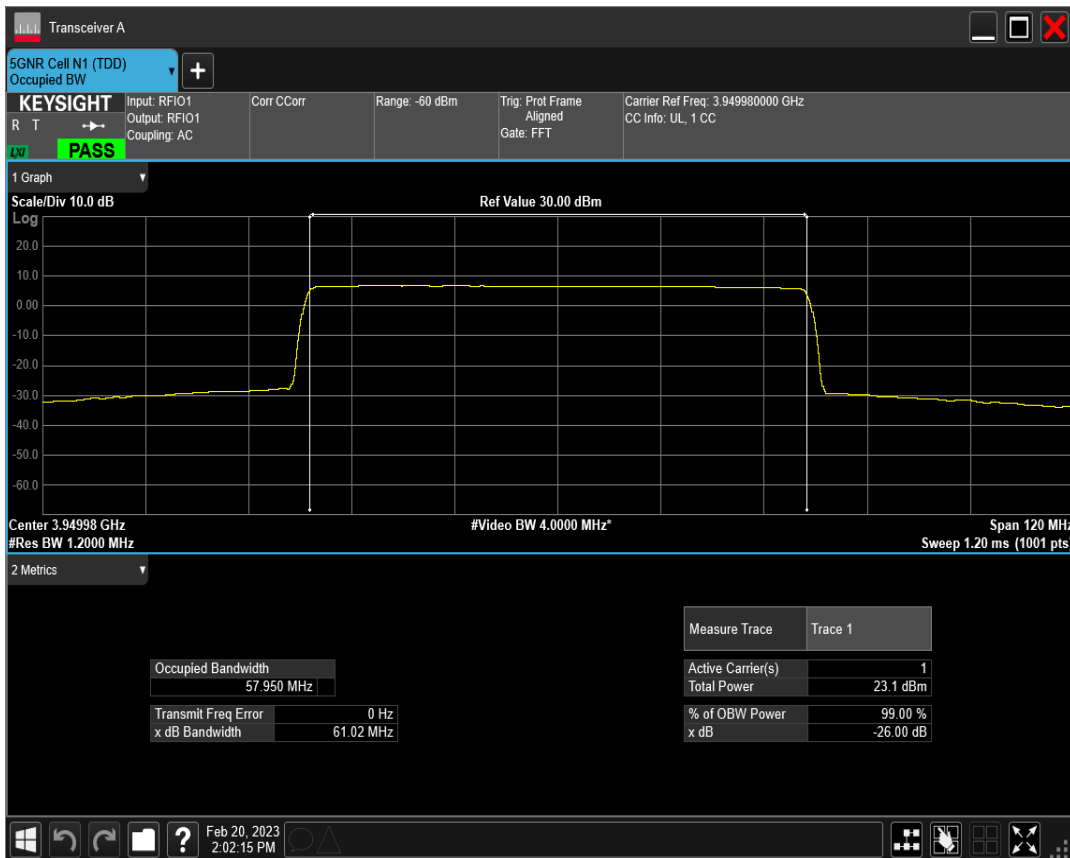 Transceiver A
5GNR Cell N1 (TDD)
Occupied BW
+
KEYSIGHT
R T
LXI
PASS
Input: RFIO1
Output: RFIO1
Coupling: AC
Corr CCorr
Range: -60 dBm
Trig: Prot Frame
Aligned
Gate: FFT
Carrier Ref Freq: 3.949980000 GHz
CC Info: UL, 1 CC
1 Graph
Scale/Div 10.0 dB
Ref Value 30.00 dBm
Log
20.0
10.0
0.00
-10.0
-20.0
-30.0
-40.0
-50.0
-60.0
Center 3.94998 GHz
#Video BW 4.0000 MHz*
Span 120 MHz
#Res BW 1.2000 MHz
Sweep 1.20 ms (1001 pts)
2 Metrics
Measure Trace Trace 1
Occupied Bandwidth
57.950 MHz
Active Carrier(s) 1
Total Power 23.1 dBm
Transmit Freq Error 0 Hz
x dB Bandwidth 61.02 MHz
% of OBW Power 99.00 %
x dB -26.00 dB
?
Feb 20, 2023
2:02:15 PM